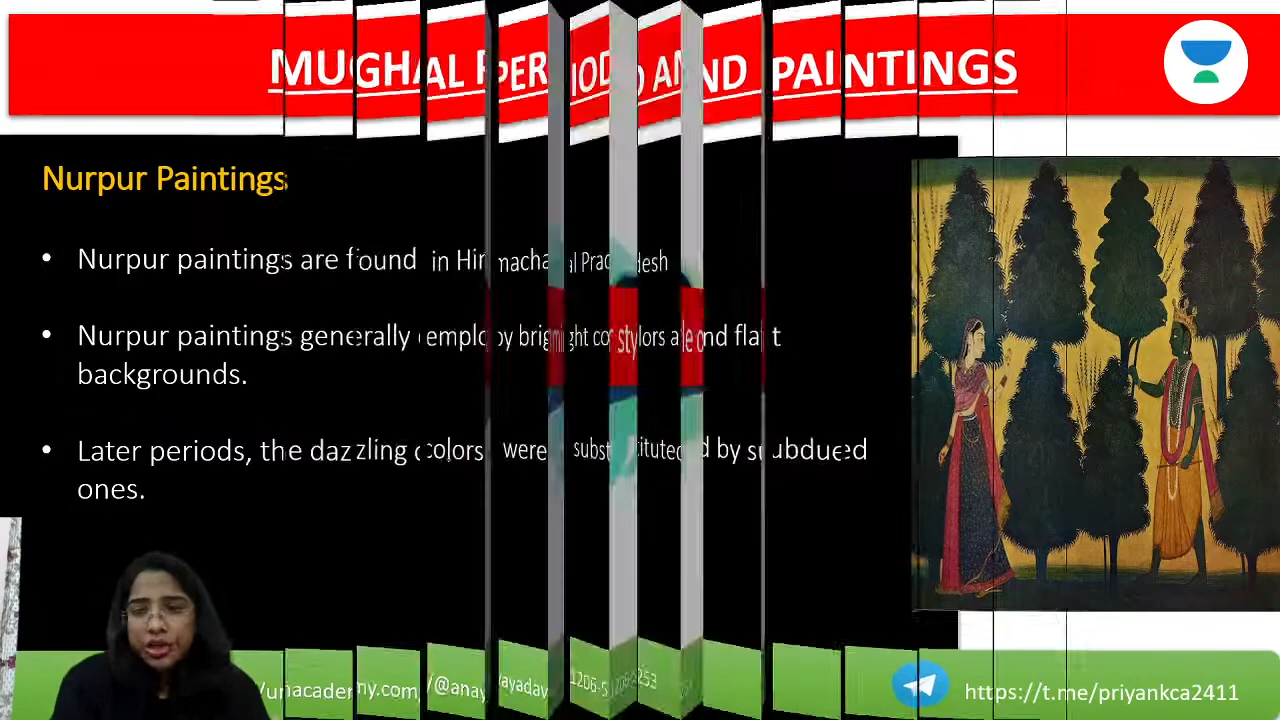 MUGHAL PERIOD AND PAINTINGS
Nurpur Paintings
• Nurpur paintings are found in Himachal Pradesh
• Nurpur paintings generally employ bright colors and flat
backgrounds.
• Later periods, the dazzling colors were substituted by subdued
ones.
https://t.me/priyankca2411